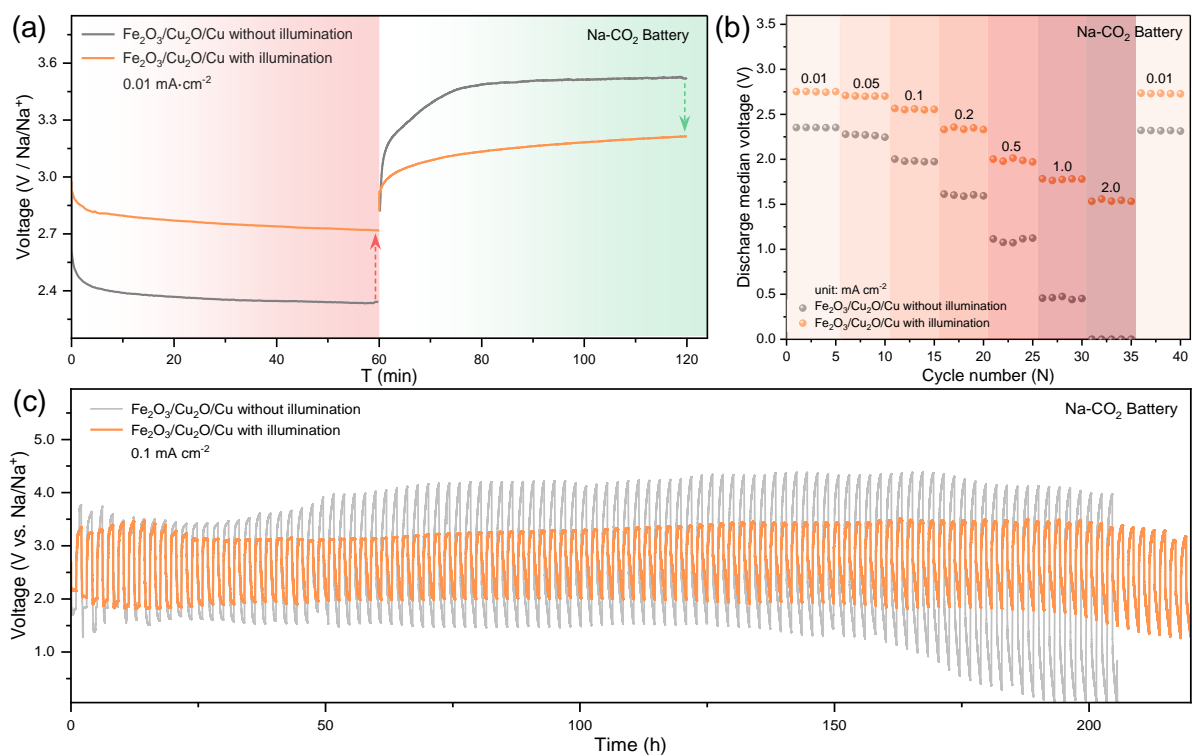 (a)
Fe₂O₃/Cu₂O/Cu without illumination
Fe₂O₃/Cu₂O/Cu with illumination
0.01 mA·cm⁻²
Na-CO₂ Battery
Voltage (V / Na/Na⁺)
3.6
3.3
3.0
2.7
2.4
0 20 40 60 80 100 120
T (min)
(b)
Na-CO₂ Battery
Discharge median voltage (V)
3.5
3.0
2.5
2.0
1.5
1.0
0.5
0.0
0.01
0.05
0.1
0.2
0.5
1.0
2.0
0.01
unit: mA cm⁻²
Fe₂O₃/Cu₂O/Cu without illumination
Fe₂O₃/Cu₂O/Cu with illumination
0 5 10 15 20 25 30 35 40
Cycle number (N)
(c)
Fe₂O₃/Cu₂O/Cu without illumination
Fe₂O₃/Cu₂O/Cu with illumination
0.1 mA cm⁻²
Na-CO₂ Battery
Voltage (V vs. Na/Na⁺)
5.0
4.0
3.0
2.0
1.0
0 50 100 150 200
Time (h)